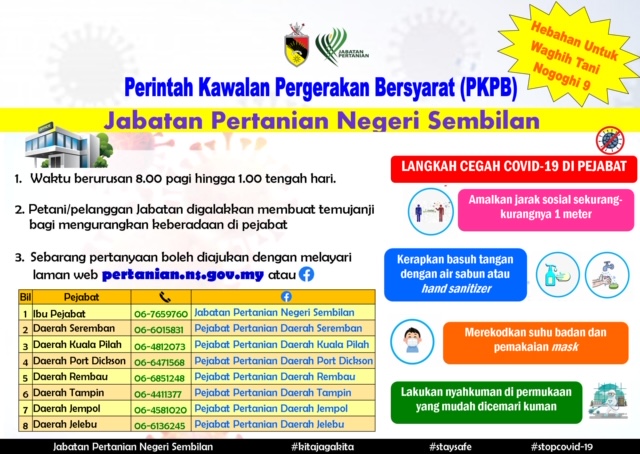 JABATAN
PERTANIAN
Hebahan Untuk
Waghih Tani
Nogoghi 9
Perintah Kawalan Pergerakan Bersyarat (PKPB)
Jabatan Pertanian Negeri Sembilan
1. Waktu berurusan 8.00 pagi hingga 1.00 tengah hari.
2. Petani/pelanggan Jabatan digalakkan membuat temujanji
bagi mengurangkan keberadaan di pejabat
3. Sebarang pertanyaan boleh diajukan dengan melayari
laman web pertanian.ns.gov.my atau
Bil Pejabat
1 Ibu Pejabat 06-7659760 Jabatan Pertanian Negeri Sembilan
2 Daerah Seremban 06-6015831 Pejabat Pertanian Daerah Seremban
3 Daerah Kuala Pilah 06-4812073 Pejabat Pertanian Daerah Kuala Pilah
4 Daerah Port Dickson 06-6471568 Pejabat Pertanian Daerah Port Dickson
5 Daerah Rembau 06-6851248 Pejabat Pertanian Daerah Rembau
6 Daerah Tampin 06-4411377 Pejabat Pertanian Daerah Tampin
7 Daerah Jempol 06-4581020 Pejabat Pertanian Daerah Jempol
8 Daerah Jelebu 06-6136245 Pejabat Pertanian Daerah Jelebu
LANGKAH CEGAH COVID-19 DI PEJABAT
Amalkan jarak sosial sekurang-
kurangnya 1 meter
Kerapkan basuh tangan
dengan air sabun atau
hand sanitizer
Merekodkan suhu badan dan
pemakaian mask
Lakukan nyahkuman di permukaan
yang mudah dicemari kuman
Jabatan Pertanian Negeri Sembilan #kitajagakita #staysafe #stopcovid-19